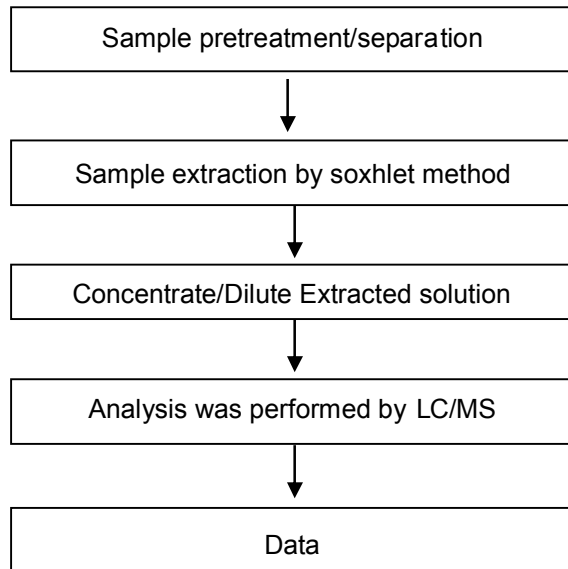 Sample pretreatment/separation
Sample extraction by soxhlet method
Concentrate/Dilute Extracted solution
Analysis was performed by LC/MS
Data